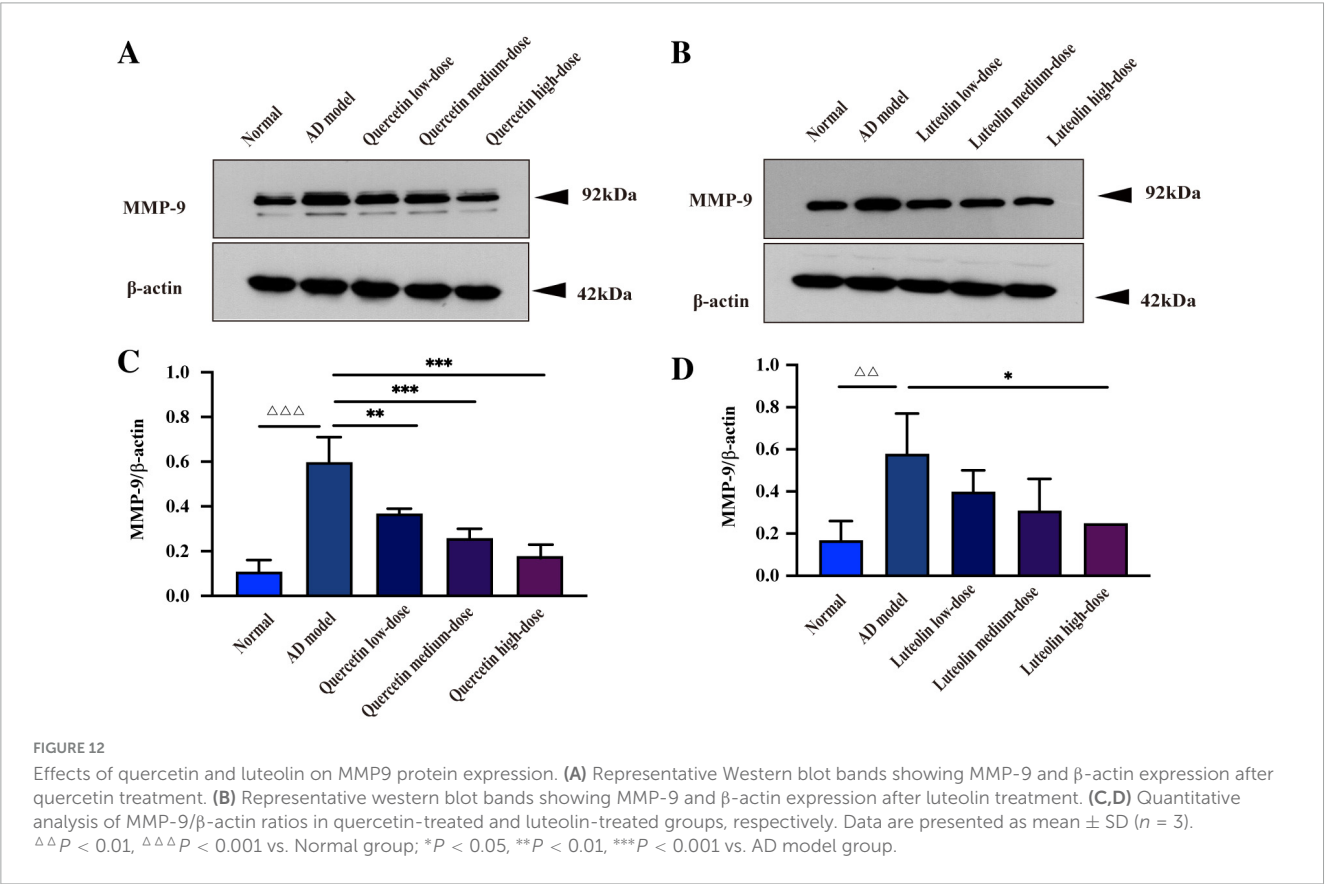 A
Normal
AD model
Quercetin low-dose
Quercetin medium-dose
Quercetin high-dose
MMP-9
92kDa
β-actin
42kDa
B
Normal
AD model
Luteolin low-dose
Luteolin medium-dose
Luteolin high-dose
MMP-9
92kDa
β-actin
42kDa
C
MMP-9/β-actin
1.0
0.8
0.6
0.4
0.2
0.0
△△△
**
***
***
Normal
AD model
Quercetin low-dose
Quercetin medium-dose
Quercetin high-dose
D
MMP-9/β-actin
1.0
0.8
0.6
0.4
0.2
0.0
△△
*
Normal
AD model
Luteolin low-dose
Luteolin medium-dose
Luteolin high-dose
FIGURE 12
Effects of quercetin and luteolin on MMP9 protein expression. (A) Representative Western blot bands showing MMP-9 and β-actin expression after
quercetin treatment. (B) Representative western blot bands showing MMP-9 and β-actin expression after luteolin treatment. (C,D) Quantitative
analysis of MMP-9/β-actin ratios in quercetin-treated and luteolin-treated groups, respectively. Data are presented as mean ± SD (n = 3).
△△P < 0.01, △△△P < 0.001 vs. Normal group; *P < 0.05, **P < 0.01, ***P < 0.001 vs. AD model group.